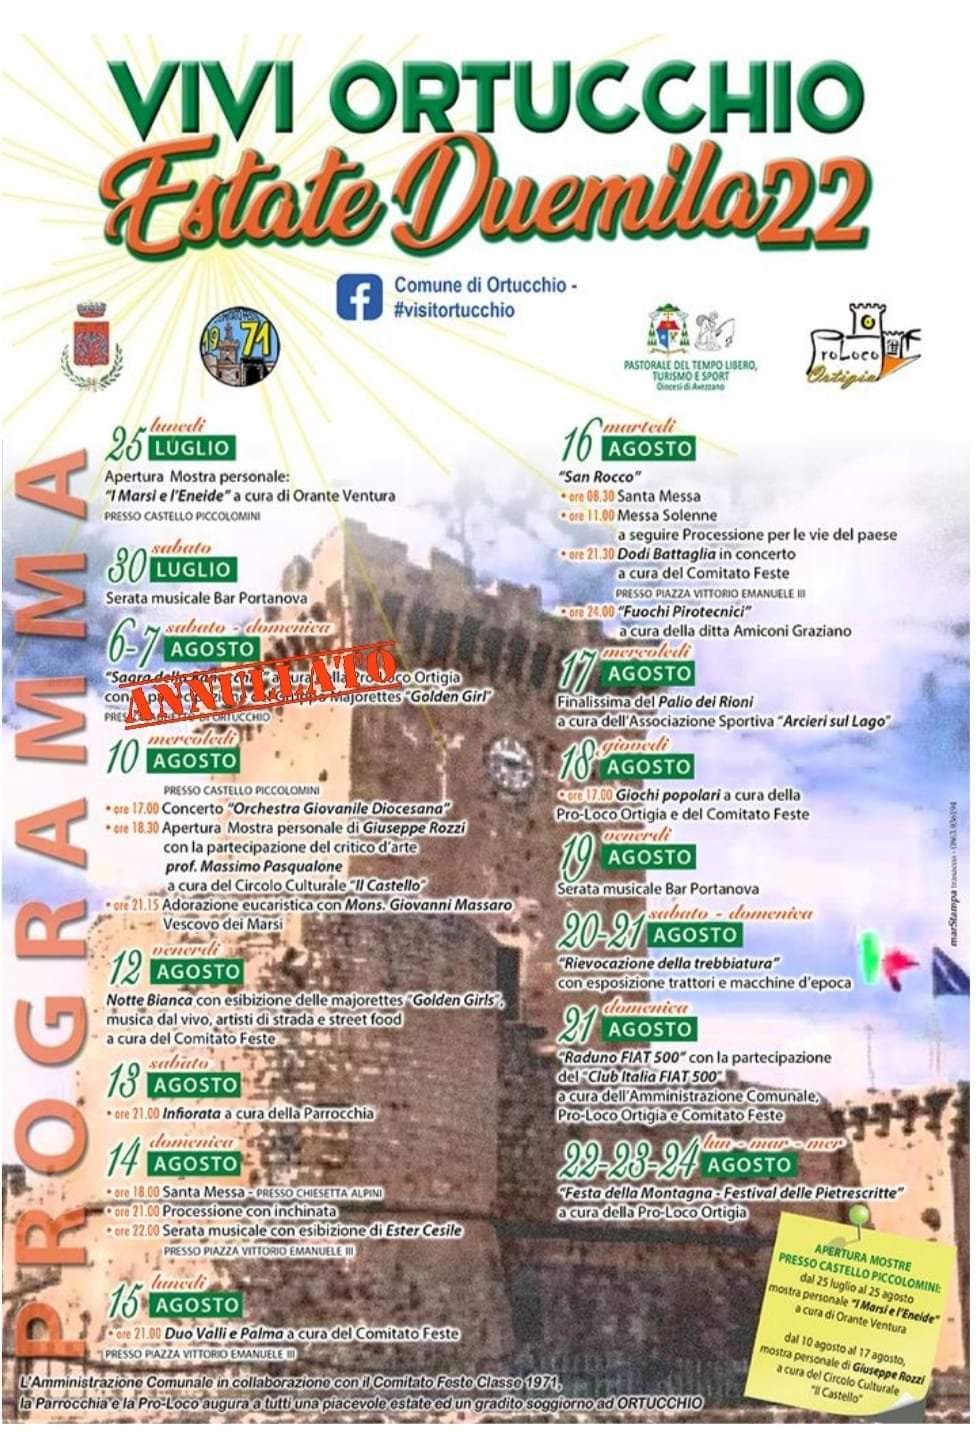 VIVI ORTUCCHIO
Estate Duemila22
Comune di Ortucchio -
#visitortucchio
1971
PASTORALE DEL TEMPO LIBERO,
TURISMO E SPORT
Diocesi di Avezzano
ProLoco
Ortigia
PROGRAMMA
lunedì
25 LUGLIO
Apertura Mostra personale:
"I Marsi e l'Eneide" a cura di Orante Ventura
PRESSO CASTELLO PICCOLOMINI
sabato
30 LUGLIO
Serata musicale Bar Portanova
sabato - domenica
6-7 AGOSTO
ANNULLATO
"Sagra della a cura della Pro-Loco Ortigia
con Gruppo Majorettes "Golden Girl"
DI ORTUCCHIO
mercoledì
10 AGOSTO
PRESSO CASTELLO PICCOLOMINI
• ore 17.00 Concerto "Orchestra Giovanile Diocesana"
• ore 18.30 Apertura Mostra personale di Giuseppe Rozzi
con la partecipazione del critico d'arte
prof. Massimo Pasqualone
a cura del Circolo Culturale "Il Castello"
• ore 21.15 Adorazione eucaristica con Mons. Giovanni Massaro
Vescovo dei Marsi
venerdì
12 AGOSTO
Notte Bianca con esibizione delle majorettes "Golden Girls",
musica dal vivo, artisti di strada e street food
a cura del Comitato Feste
sabato
13 AGOSTO
• ore 21.00 Infiorata a cura della Parrocchia
domenica
14 AGOSTO
• ore 18.00 Santa Messa - PRESSO CHIESETTA ALPINI
• ore 21.00 Processione con inchinata
• ore 22.00 Serata musicale con esibizione di Ester Cesile
PRESSO PIAZZA VITTORIO EMANUELE III
lunedì
15 AGOSTO
• ore 21.00 Duo Valli e Palma a cura del Comitato Feste
PRESSO PIAZZA VITTORIO EMANUELE III
martedì
16 AGOSTO
"San Rocco"
• ore 08.30 Santa Messa
• ore 11.00 Messa Solenne
a seguire Processione per le vie del paese
• ore 21.30 Dodi Battaglia in concerto
a cura del Comitato Feste
PRESSO PIAZZA VITTORIO EMANUELE III
• ore 24.00 "Fuochi Pirotecnici"
a cura della ditta Amiconi Graziano
mercoledì
17 AGOSTO
Finalissima del Palio dei Rioni
a cura dell'Associazione Sportiva "Arcieri sul Lago"
giovedì
18 AGOSTO
• ore 17.00 Giochi popolari a cura della
Pro-Loco Ortigia e del Comitato Feste
venerdì
19 AGOSTO
Serata musicale Bar Portanova
sabato - domenica
20-21 AGOSTO
"Rievocazione della trebbiatura"
con esposizione trattori e macchine d'epoca
domenica
21 AGOSTO
"Raduno FIAT 500" con la partecipazione
del "Club Italia FIAT 500"
a cura dell'Amministrazione Comunale,
Pro-Loco Ortigia e Comitato Feste
lun - mar - mer
22-23-24 AGOSTO
"Festa della Montagna - Festival delle Pietrescritte"
a cura della Pro-Loco Ortigia
APERTURA MOSTRE
PRESSO CASTELLO PICCOLOMINI:
dal 25 luglio al 25 agosto
mostra personale "I Marsi e l'Eneide"
a cura di Orante Ventura
dal 10 agosto al 17 agosto,
mostra personale di Giuseppe Rozzi
a cura del Circolo Culturale
"Il Castello"
marStampa
L'Amministrazione Comunale in collaborazione con il Comitato Feste Classe 1971,
la Parrocchia e la Pro-Loco augura a tutti una piacevole estate ed un gradito soggiorno ad ORTUCCHIO